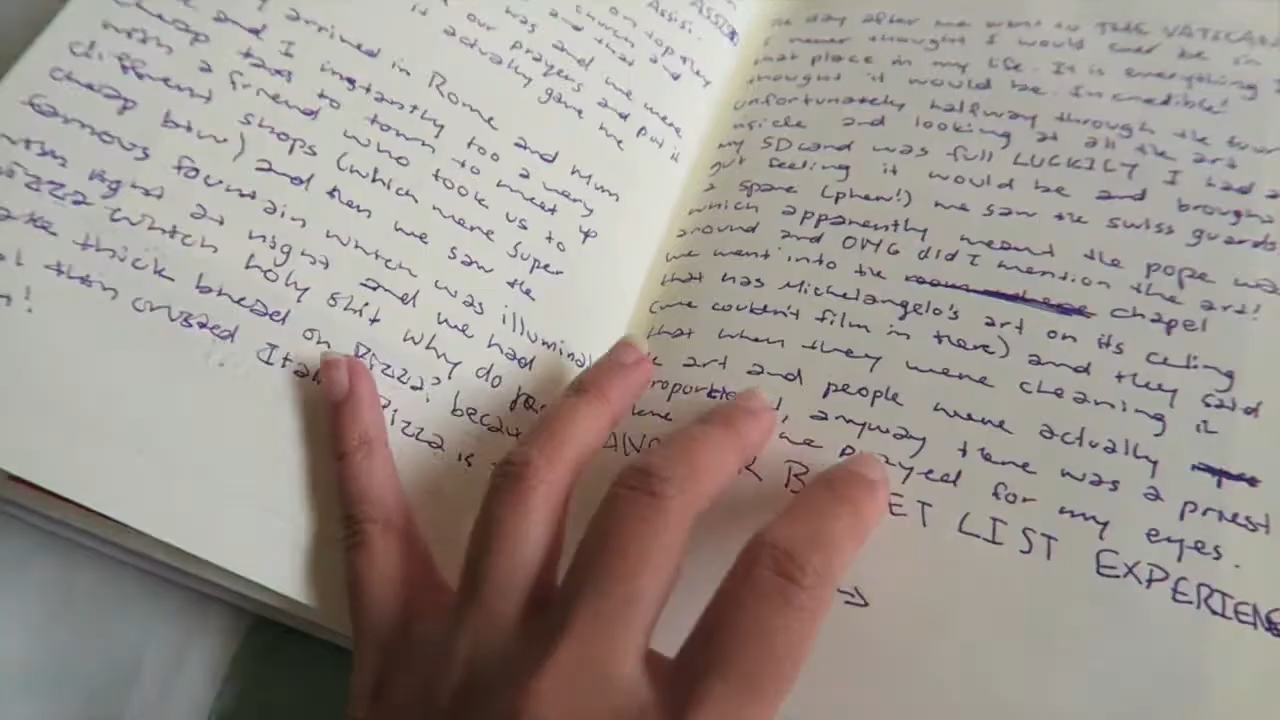 ASSISI
Assisi.
on top they
church and
was and that
and we were
our prayers and put it
it actually gave me
arrived in Rome and Mum
and I instantly too a very
cheap taxi to town to meet up
with a friend who took us to
different shops (which were super
cheap btw) and then we saw the
famous fountain which was
right at night and we had
pizza which holy shit why do
thick bread on pizza? because
thin crusted
pizza is
day after we went to THE VATICAN
I never thought I would ever be in
that place in my life. It is everything I
thought it would be. Incredible!
unfortunately halfway through the tour
inside and looking at all the art
my SDcard was full LUCKILY I had a
gut feeling it would be and brought
a spare (phew!) we saw the swiss guards
which apparently meant the pope was
around and OMG did I mention the art!
we went into the chapel
that has Michelangelo's art on its ceiling
(we couldn't film in there) and they said
that when they were cleaning it
art and people were actually
anyway there was a priest
prayed for my eyes.
LIST EXPERIENCE
→